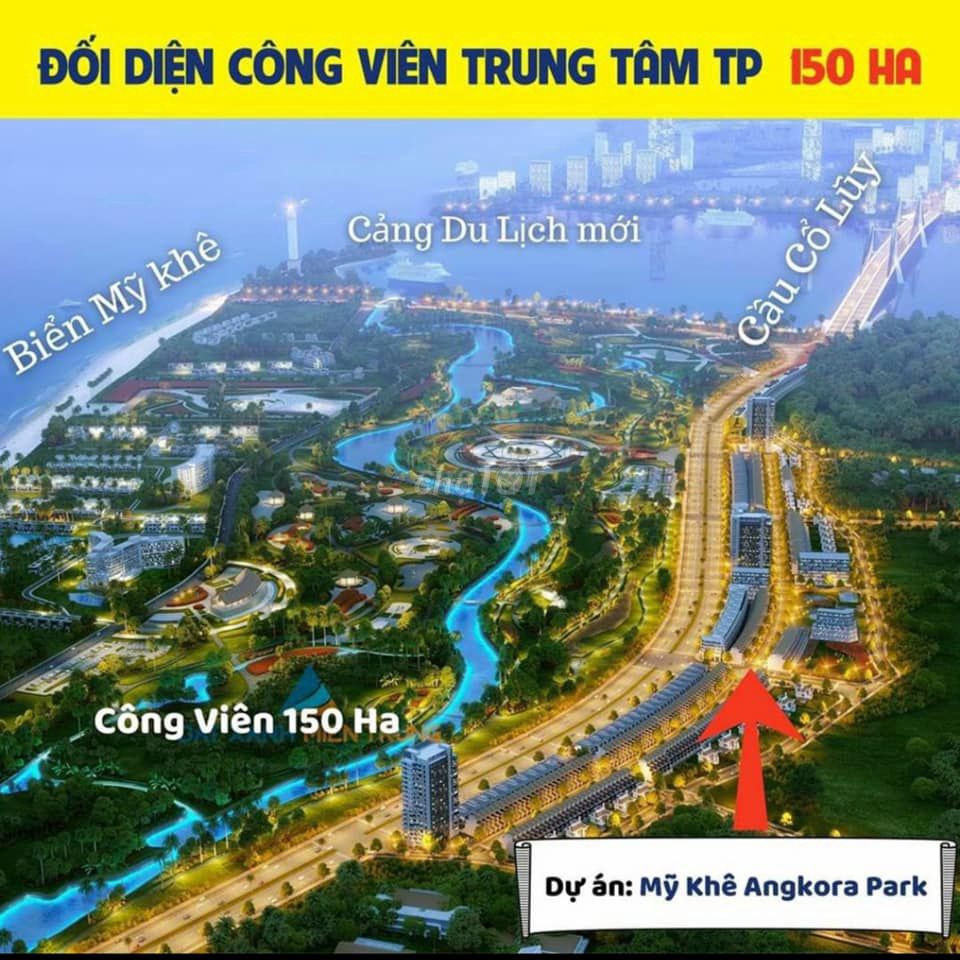 ĐỐI DIỆN CÔNG VIÊN TRUNG TÂM TP 150 HA
Cảng Du Lịch mới
Biển Mỹ khê
Cầu Cổ Lũy
chợTỐT
Công Viên 150 Ha
Dự án: Mỹ Khê Angkora Park